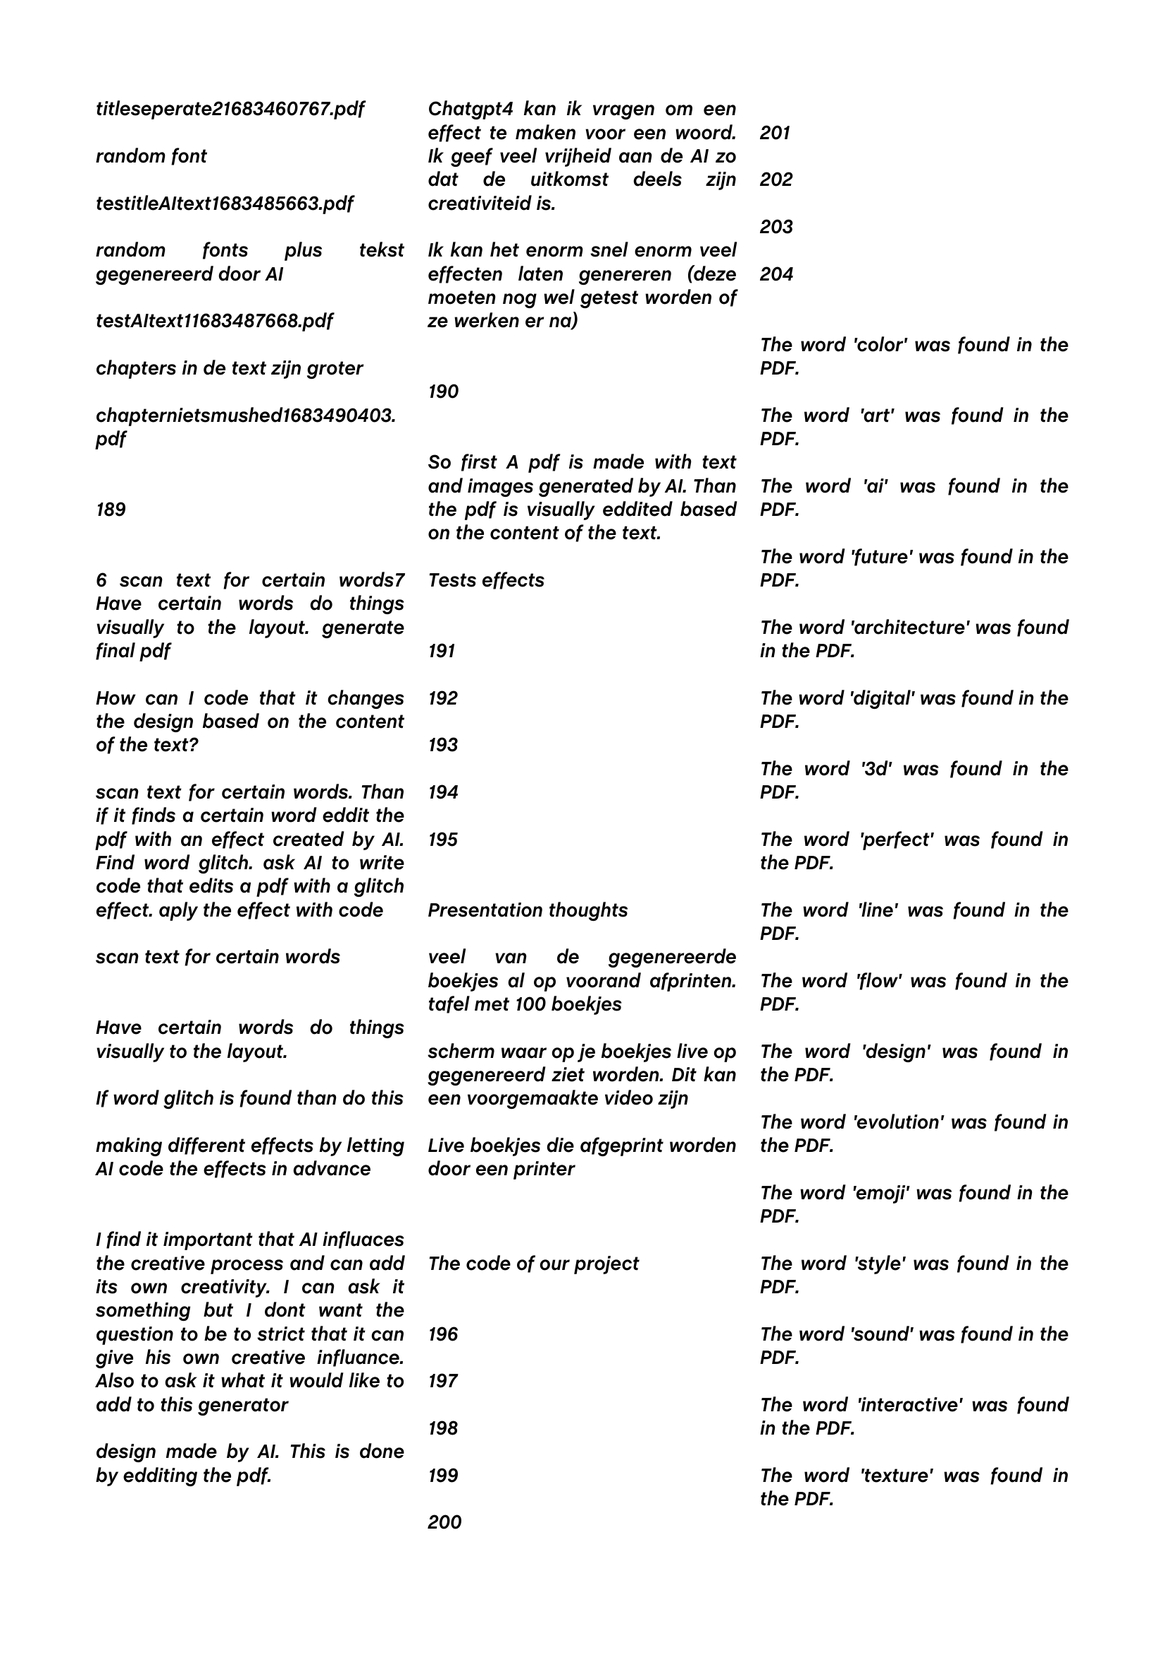 titleseperate21683460767.pdf
random font
testitleAItext1683485663.pdf
random fonts plus tekst
gegenereerd door AI
testAItext11683487668.pdf
chapters in de text zijn groter
chapternietsmushed1683490403.
pdf
189
6 scan text for certain words7
Have certain words do things
visually to the layout. generate
final pdf
How can I code that it changes
the design based on the content
of the text?
scan text for certain words. Than
if it finds a certain word eddit the
pdf with an effect created by AI.
Find word glitch. ask AI to write
code that edits a pdf with a glitch
effect. aply the effect with code
scan text for certain words
Have certain words do things
visually to the layout.
If word glitch is found than do this
making different effects by letting
AI code the effects in advance
I find it important that AI influaces
the creative process and can add
its own creativity. I can ask it
something but I dont want the
question to be to strict that it can
give his own creative influance.
Also to ask it what it would like to
add to this generator
design made by AI. This is done
by edditing the pdf.
Chatgpt4 kan ik vragen om een
effect te maken voor een woord.
Ik geef veel vrijheid aan de AI zo
dat de uitkomst deels zijn
creativiteid is.
Ik kan het enorm snel enorm veel
effecten laten genereren (deze
moeten nog wel getest worden of
ze werken er na)
190
So first A pdf is made with text
and images generated by AI. Than
the pdf is visually eddited based
on the content of the text.
Tests effects
191
192
193
194
195
Presentation thoughts
veel van de gegenereerde
boekjes al op voorand afprinten.
tafel met 100 boekjes
scherm waar op je boekjes live op
gegenereerd ziet worden. Dit kan
een voorgemaakte video zijn
Live boekjes die afgeprint worden
door een printer
The code of our project
196
197
198
199
200
201
202
203
204
The word 'color' was found in the
PDF.
The word 'art' was found in the
PDF.
The word 'ai' was found in the
PDF.
The word 'future' was found in the
PDF.
The word 'architecture' was found
in the PDF.
The word 'digital' was found in the
PDF.
The word '3d' was found in the
PDF.
The word 'perfect' was found in
the PDF.
The word 'line' was found in the
PDF.
The word 'flow' was found in the
PDF.
The word 'design' was found in
the PDF.
The word 'evolution' was found in
the PDF.
The word 'emoji' was found in the
PDF.
The word 'style' was found in the
PDF.
The word 'sound' was found in the
PDF.
The word 'interactive' was found
in the PDF.
The word 'texture' was found in
the PDF.